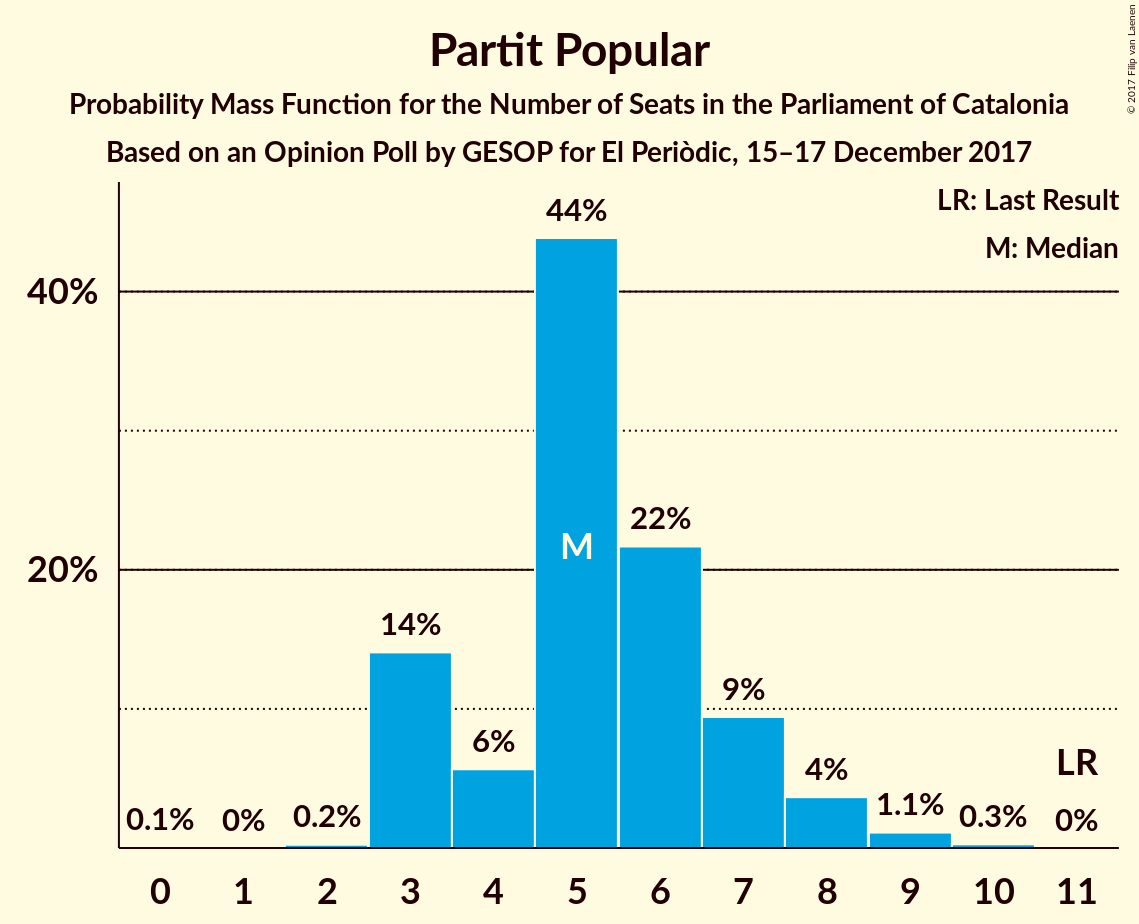 Partit Popular
Probability Mass Function for the Number of Seats in the Parliament of Catalonia
Based on an Opinion Poll by GESOP for El Periòdic, 15–17 December 2017
© 2017 Filip van Laenen
LR: Last Result
M: Median
40%
20%
0.1%
0%
0.2%
14%
6%
44%
M
22%
9%
4%
1.1%
0.3%
LR
0%
0 1 2 3 4 5 6 7 8 9 10 11